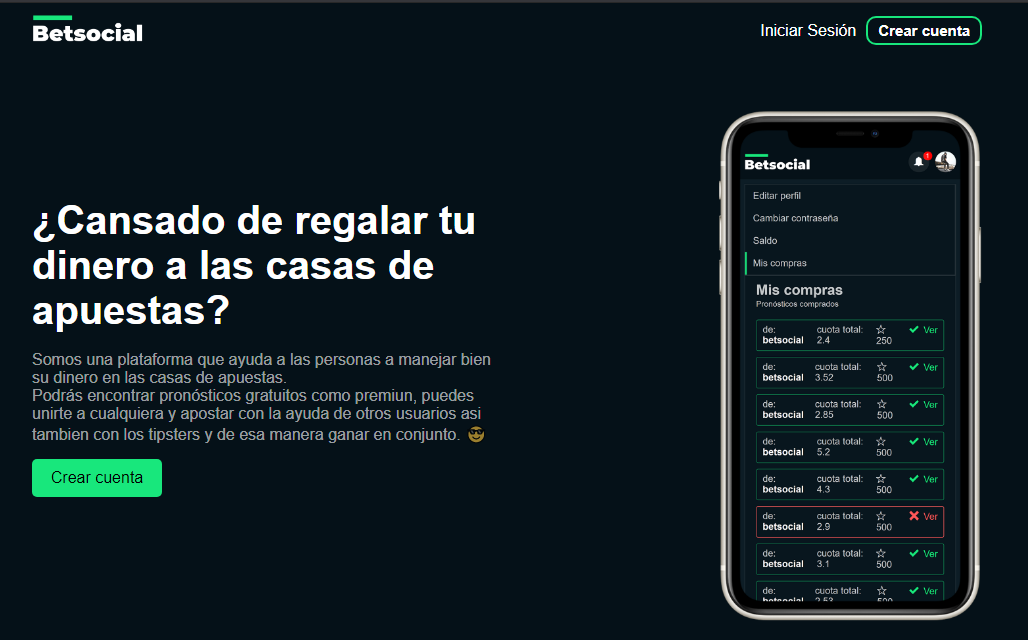 Betsocial
Iniciar Sesión
Crear cuenta
¿Cansado de regalar tu
dinero a las casas de
apuestas?
Somos una plataforma que ayuda a las personas a manejar bien
su dinero en las casas de apuestas.
Podrás encontrar pronósticos gratuitos como premiun, puedes
unirte a cualquiera y apostar con la ayuda de otros usuarios asi
tambien con los tipsters y de esa manera ganar en conjunto. 😎
Crear cuenta
Betsocial
1
Editar perfil
Cambiar contraseña
Saldo
Mis compras
Mis compras
Pronósticos comprados
de: cuota total: ☆ ✔ Ver
betsocial 2.4 250
de: cuota total: ☆ ✔ Ver
betsocial 3.52 500
de: cuota total: ☆ ✔ Ver
betsocial 2.85 500
de: cuota total: ☆ ✔ Ver
betsocial 5.2 500
de: cuota total: ☆ ✔ Ver
betsocial 4.3 500
de: cuota total: ☆ ✖ Ver
betsocial 2.9 500
de: cuota total: ☆ ✔ Ver
betsocial 3.1 500
de: cuota total: ☆ ✔ Ver
betsocial 2.53 500